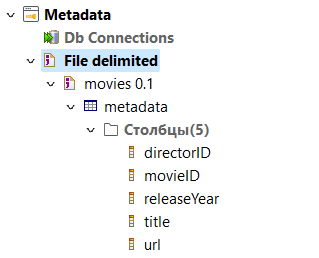 Metadata
Db Connections
File delimited
movies 0.1
metadata
Столбцы(5)
directorID
movieID
releaseYear
title
url